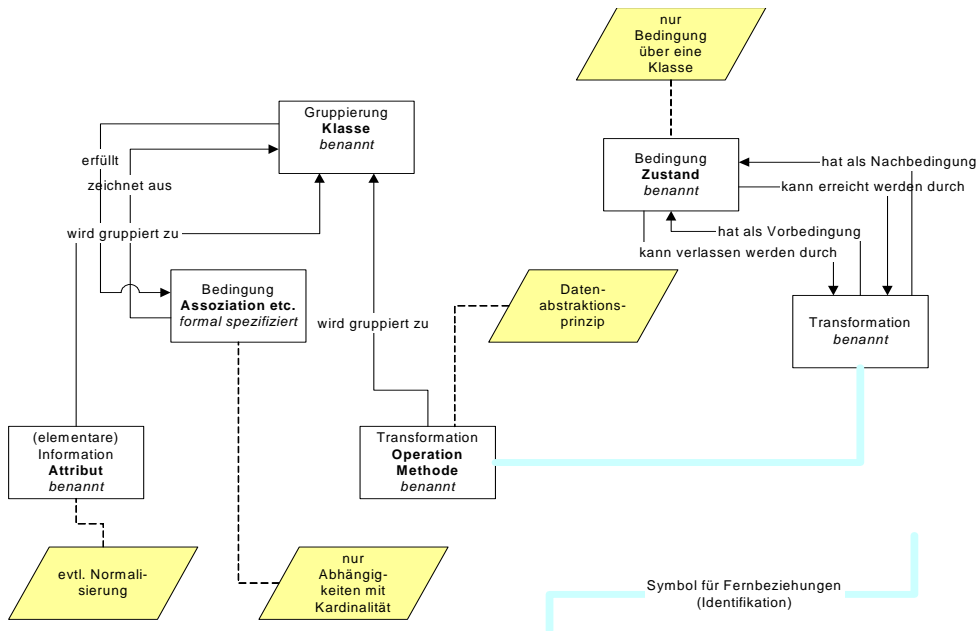 nur
Bedingung
über eine
Klasse
Gruppierung
Klasse
benannt
erfüllt
zeichnet aus
Bedingung
Zustand
benannt
hat als Nachbedingung
kann erreicht werden durch
wird gruppiert zu
hat als Vorbedingung
kann verlassen werden durch
Bedingung
Assoziation etc.
formal spezifiziert
Daten-
abstraktions-
prinzip
wird gruppiert zu
Transformation
benannt
(elementare)
Information
Attribut
benannt
Transformation
Operation
Methode
benannt
evtl. Normali-
sierung
nur
Abhängig-
keiten mit
Kardinalität
Symbol für Fernbeziehungen
(Identifikation)